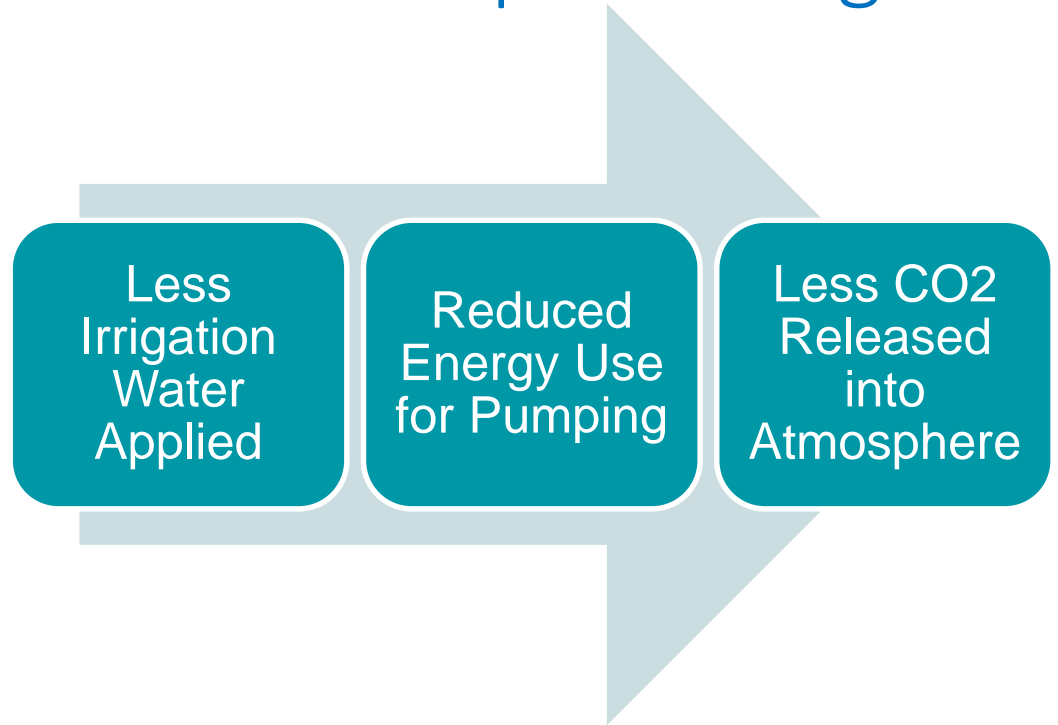 Less
Irrigation
Water
Applied
Reduced
Energy Use
for Pumping
Less CO2
Released
into
Atmosphere